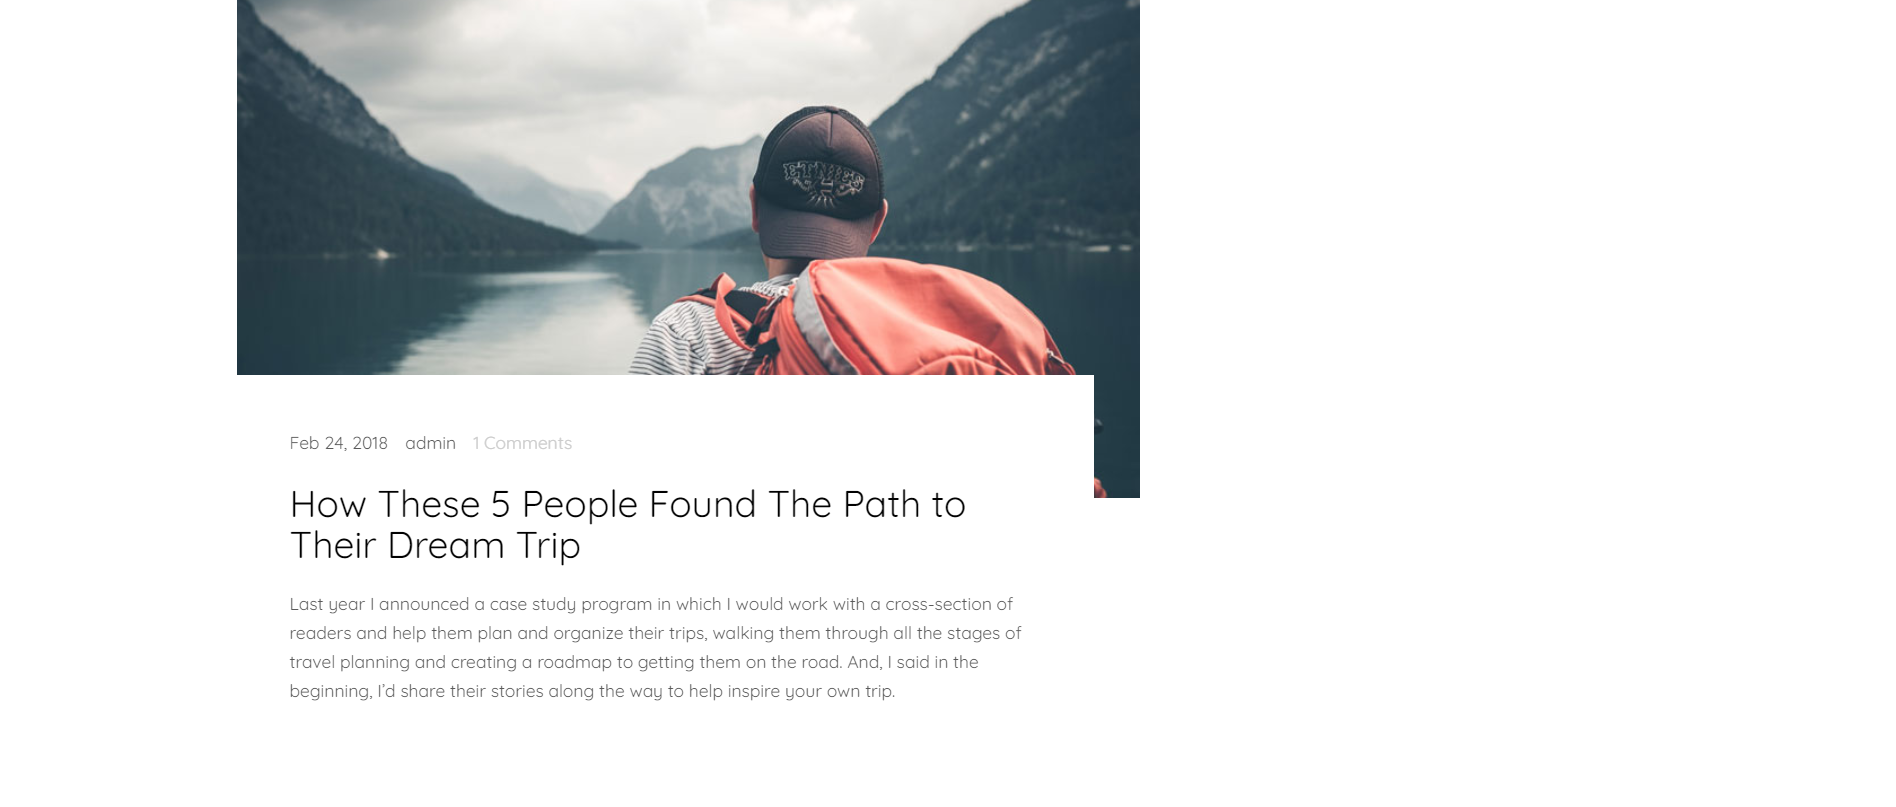 ETNIES
Feb 24, 2018 admin 1 Comments
How These 5 People Found The Path to
Their Dream Trip
Last year I announced a case study program in which I would work with a cross-section of
readers and help them plan and organize their trips, walking them through all the stages of
travel planning and creating a roadmap to getting them on the road. And, I said in the
beginning, I’d share their stories along the way to help inspire your own trip.